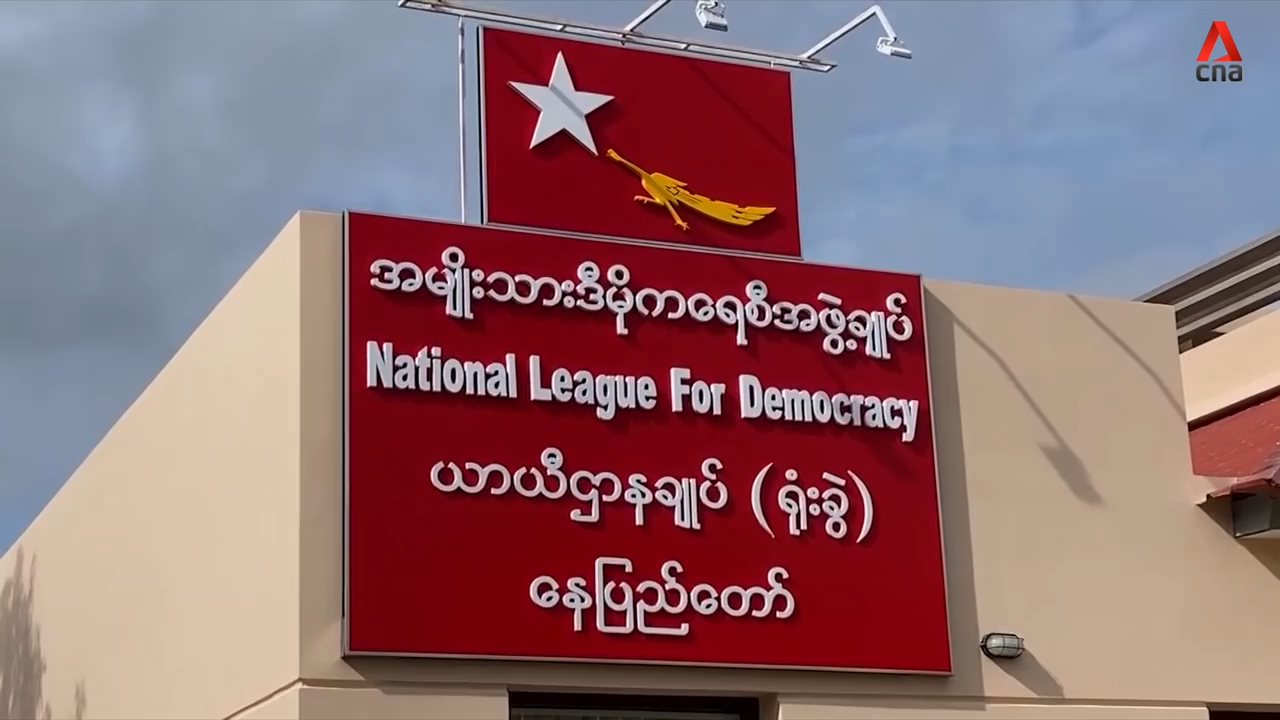 cna
အမျိုးသားဒီမိုကရေစီအဖွဲ့ချုပ်
National League For Democracy
ယာယီဌာနချုပ် (ရုံးခွဲ)
နေပြည်တော်